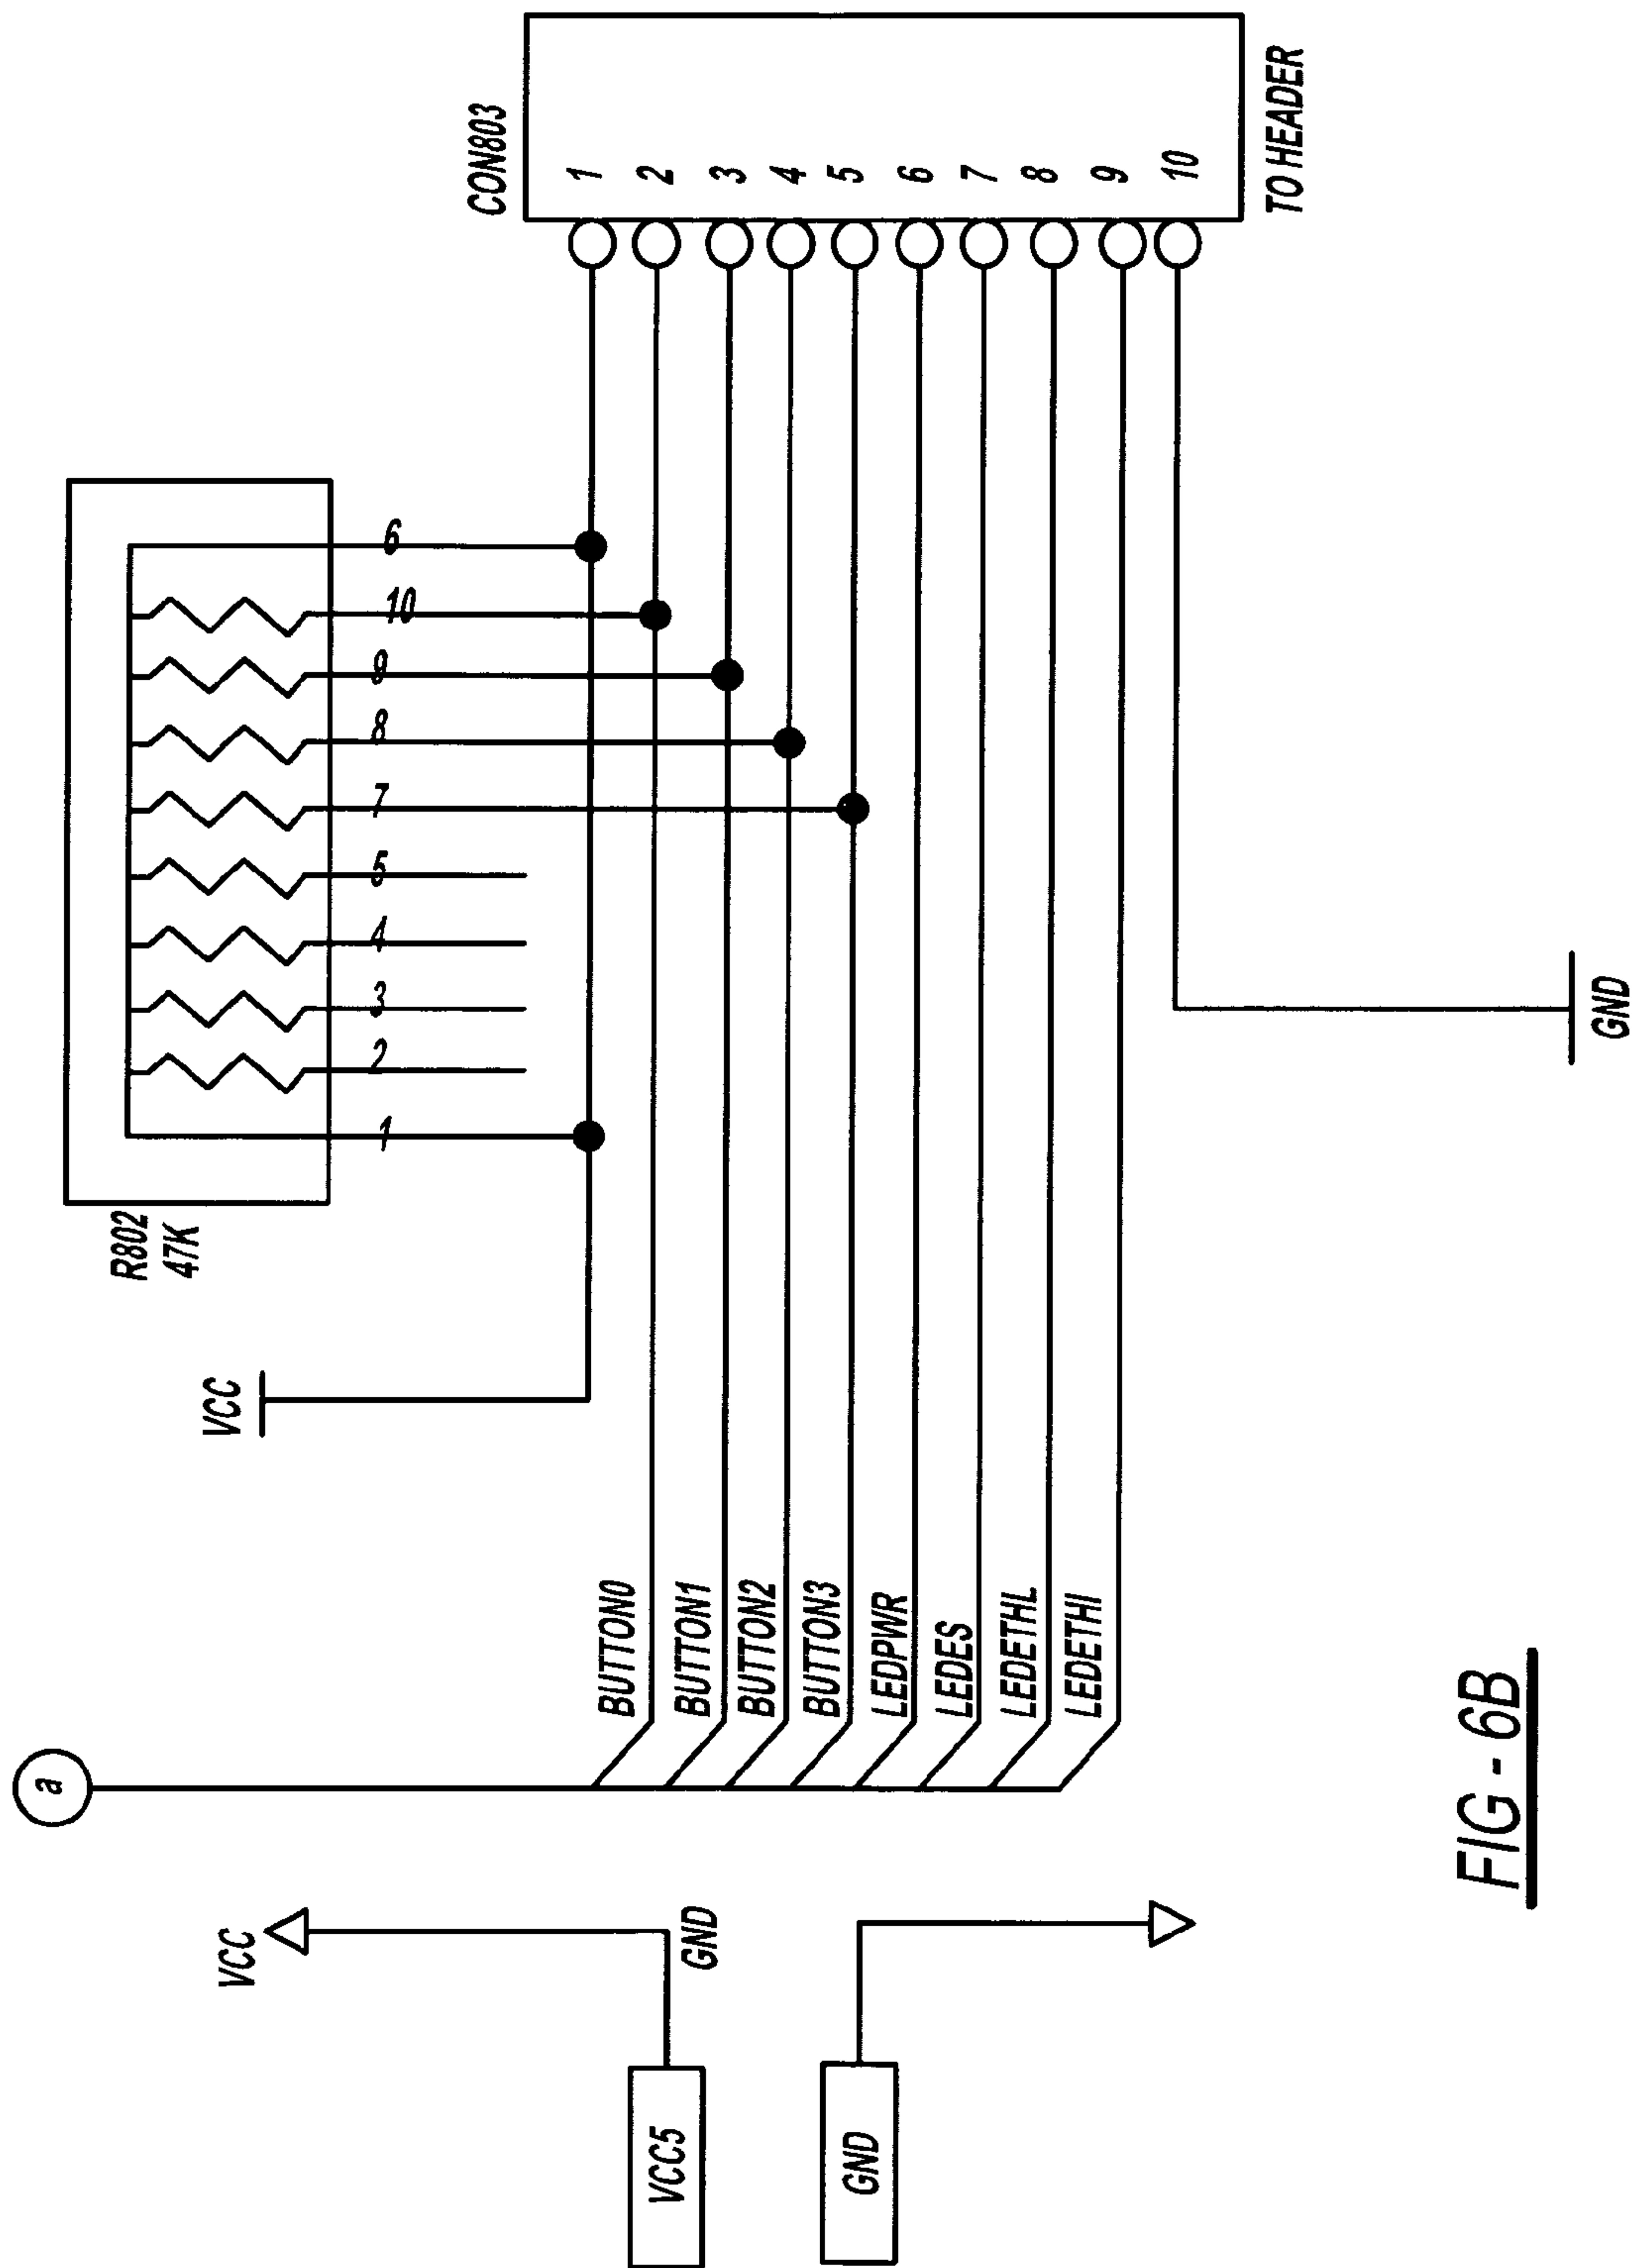 R802
47K
1
2
3
4
5
7
8
9
10
6
VCC
CON803
1
2
3
4
5
6
7
8
9
10
TO HEADER
a
BUTTON0
BUTTON1
BUTTON2
BUTTON3
LEDPWR
LEDES
LEDETHL
LEDETHI
GND
VCC
VCC5
GND
GND
FIG - 6B